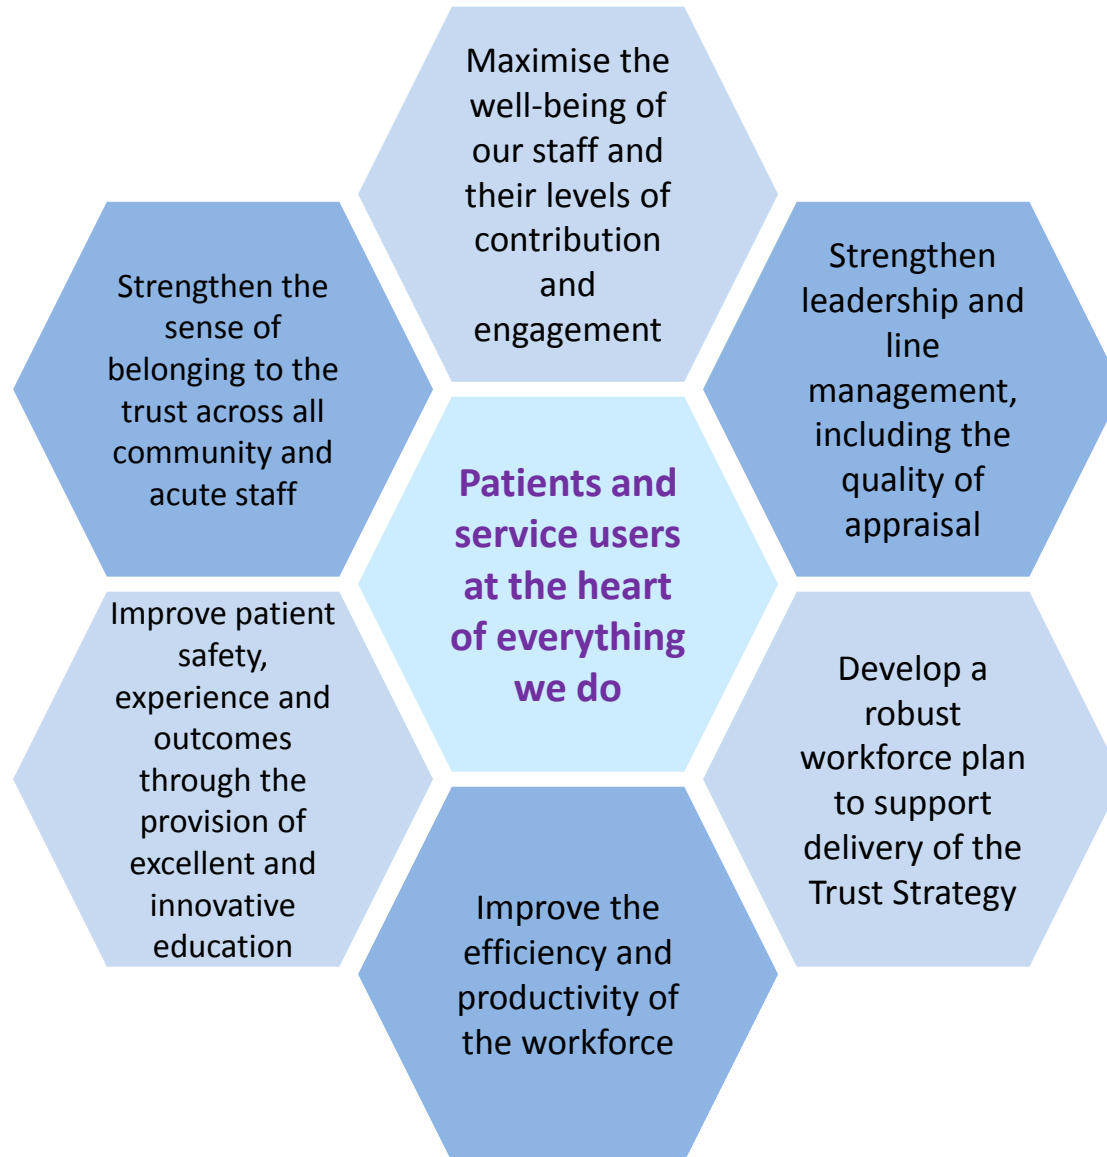 Maximise the
well-being of
our staff and
their levels of
contribution
and
engagement
Strengthen
leadership and
line
management,
including the
quality of
appraisal
Develop a
robust
workforce plan
to support
delivery of the
Trust Strategy
Improve the
efficiency and
productivity of
the workforce
Improve patient
safety,
experience and
outcomes
through the
provision of
excellent and
innovative
education
Strengthen the
sense of
belonging to the
trust across all
community and
acute staff
Patients and
service users
at the heart
of everything
we do